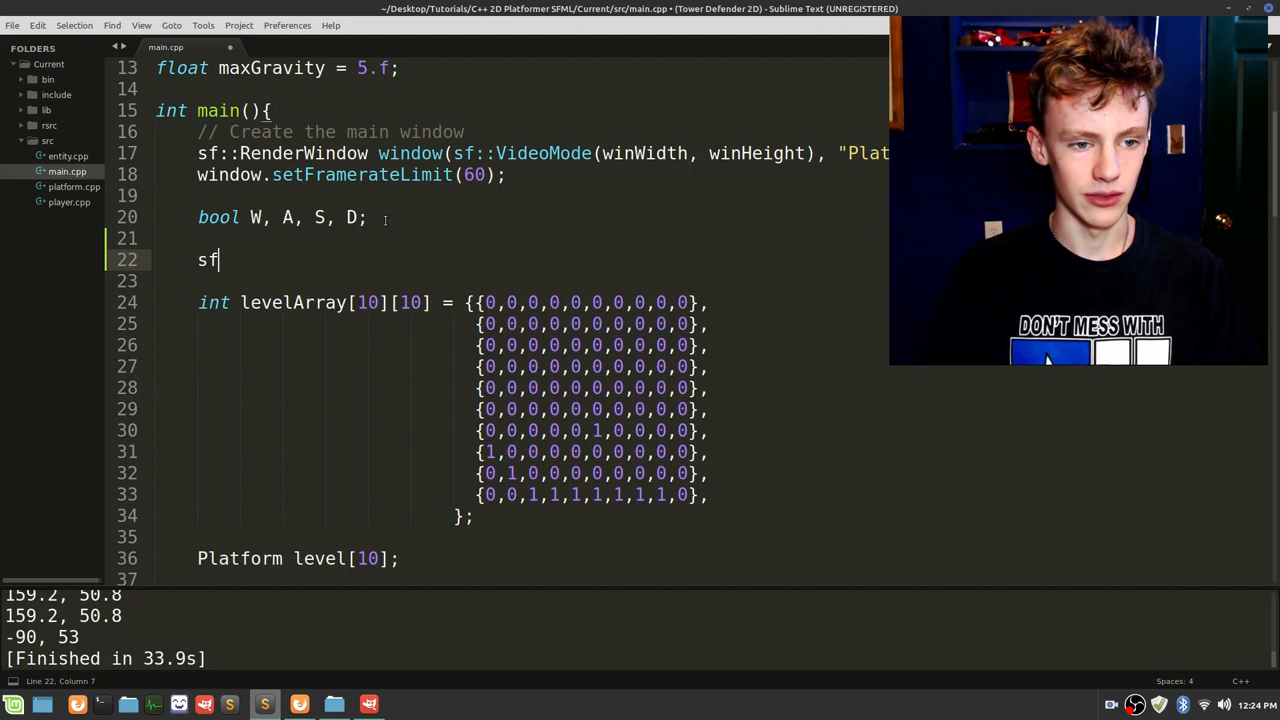 ~/Desktop/Tutorials/C++ 2D Platformer SFML/Current/src/main.cpp • (Tower Defender 2D) - Sublime Text (UNREGISTERED)
File Edit Selection Find View Goto Tools Project Preferences Help
FOLDERS
Current
bin
include
lib
rsrc
src
entity.cpp
main.cpp
platform.cpp
player.cpp
main.cpp
13 float maxGravity = 5.f;
14
15 int main(){
16 // Create the main window
17 sf::RenderWindow window(sf::VideoMode(winWidth, winHeight), "Plat
18 window.setFramerateLimit(60);
19
20 bool W, A, S, D;
21
22 sf
23
24 int levelArray[10][10] = {{0,0,0,0,0,0,0,0,0,0},
25 {0,0,0,0,0,0,0,0,0,0},
26 {0,0,0,0,0,0,0,0,0,0},
27 {0,0,0,0,0,0,0,0,0,0},
28 {0,0,0,0,0,0,0,0,0,0},
29 {0,0,0,0,0,0,0,0,0,0},
30 {0,0,0,0,0,1,0,0,0,0},
31 {1,0,0,0,0,0,0,0,0,0},
32 {0,1,0,0,0,0,0,0,0,0},
33 {0,0,1,1,1,1,1,1,1,0},
34 };
35
36 Platform level[10];
37
DON'T MESS WITH
159.2, 50.8
159.2, 50.8
-90, 53
[Finished in 33.9s]
Line 22, Column 7
Spaces: 4
C++
12:24 PM